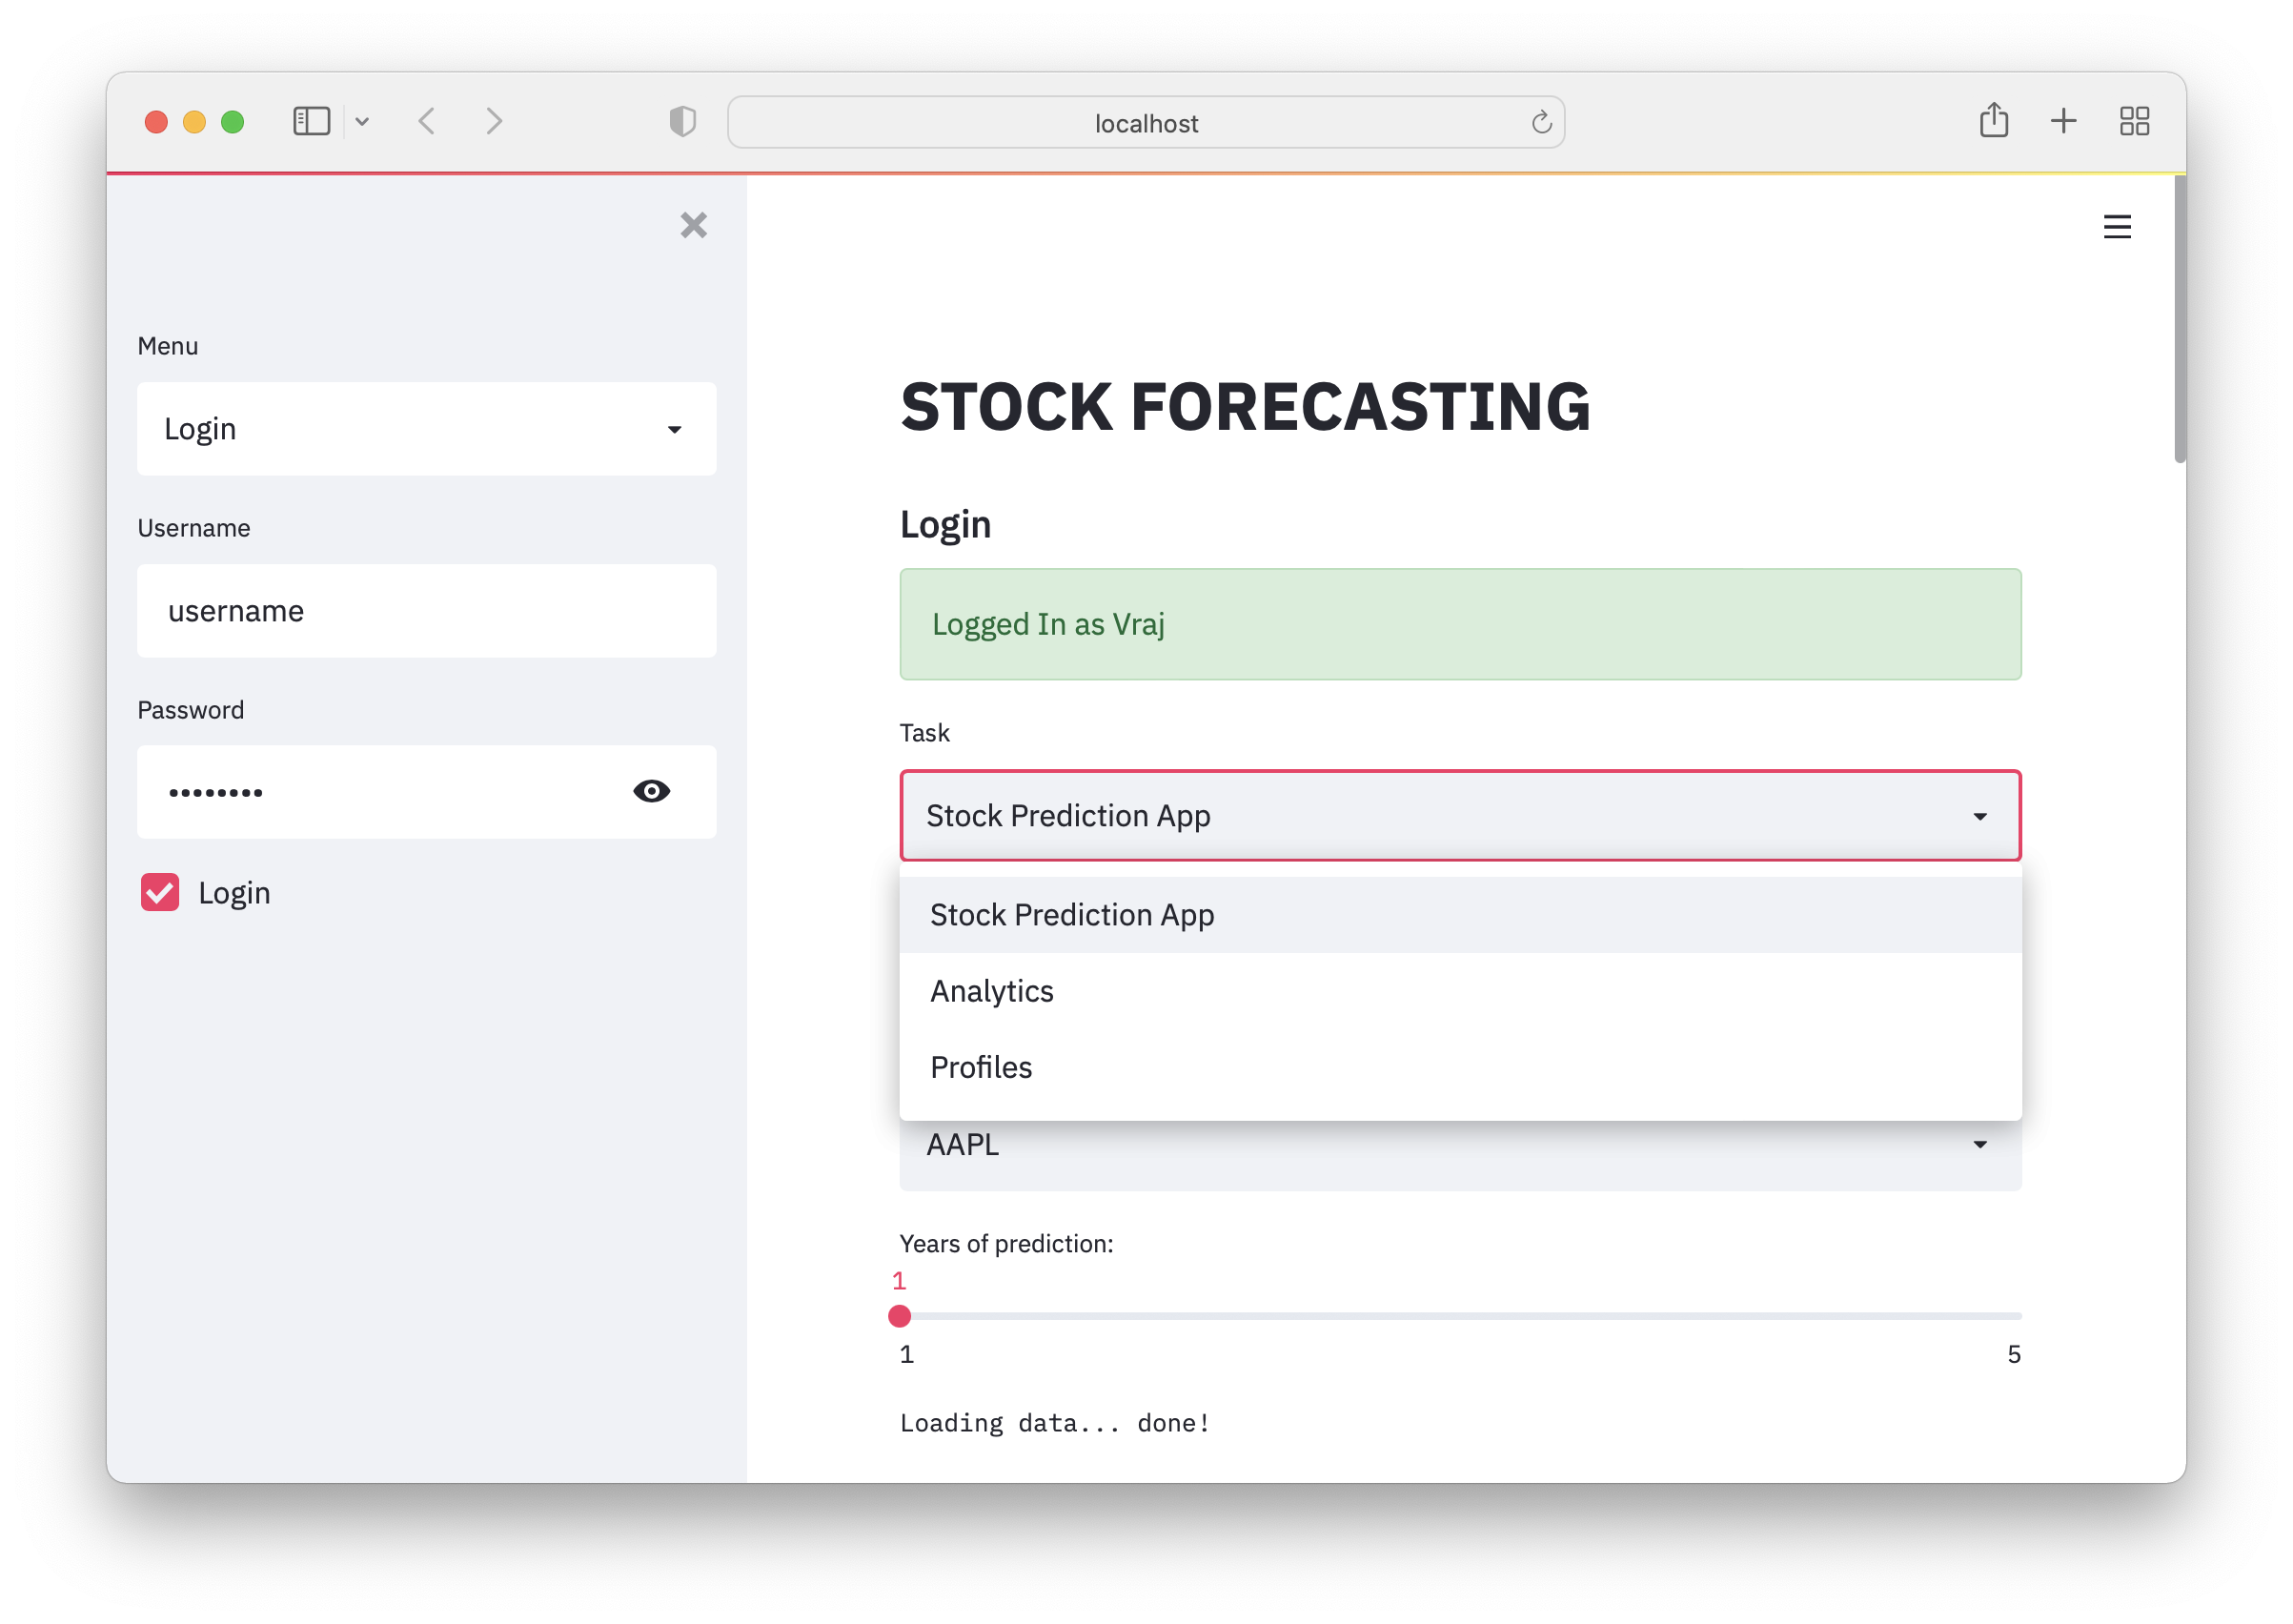 localhost
Menu
Login
Username
username
Password
••••••••
Login
STOCK FORECASTING
Login
Logged In as Vraj
Task
Stock Prediction App
Stock Prediction App
Analytics
Profiles
AAPL
Years of prediction:
1
1 5
Loading data... done!